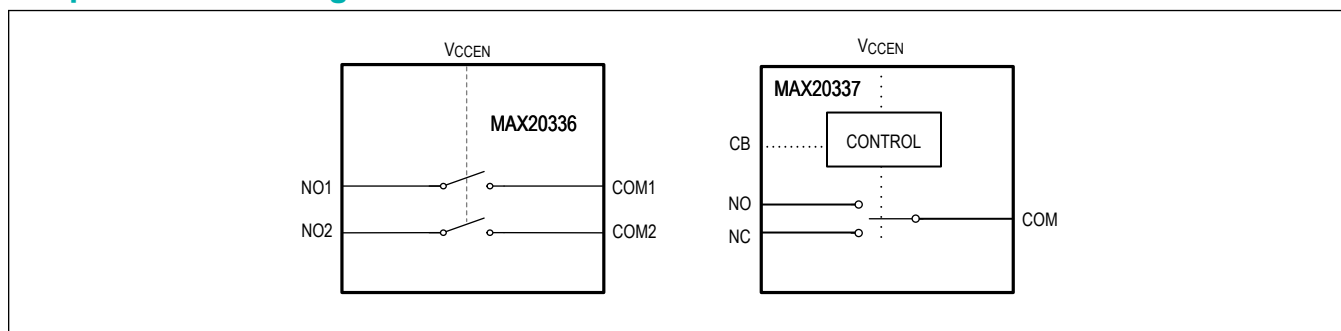 VCCEN
MAX20336
NO1
COM1
NO2
COM2
VCCEN
MAX20337
CB
CONTROL
NO
NC
COM